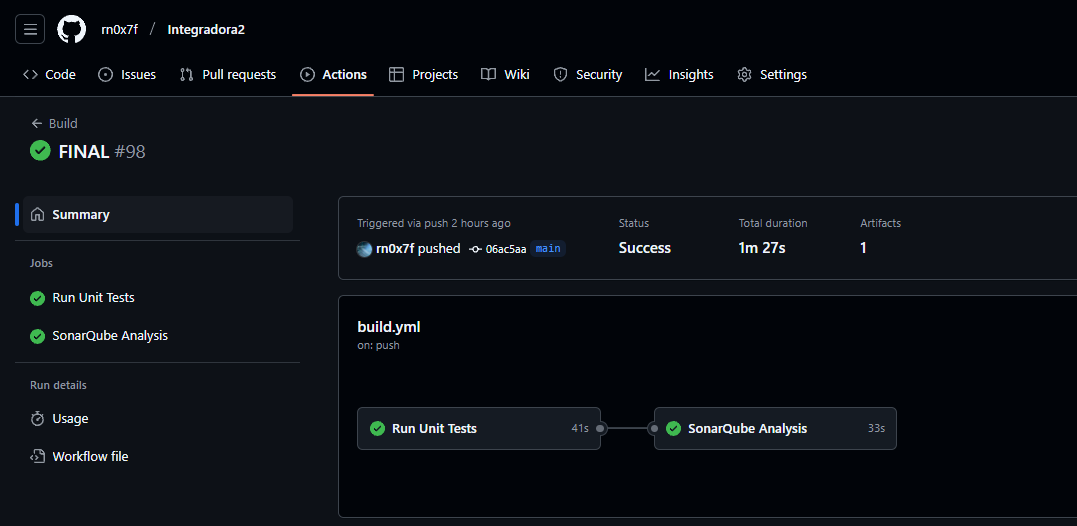 rn0x7f / Integradora2
Code Issues Pull requests Actions Projects Wiki Security Insights Settings
Build
FINAL #98
Summary
Jobs
Run Unit Tests
SonarQube Analysis
Run details
Usage
Workflow file
Triggered via push 2 hours ago
rn0x7f pushed 06ac5aa main
Status
Success
Total duration
1m 27s
Artifacts
1
build.yml
on: push
Run Unit Tests 41s
SonarQube Analysis 33s